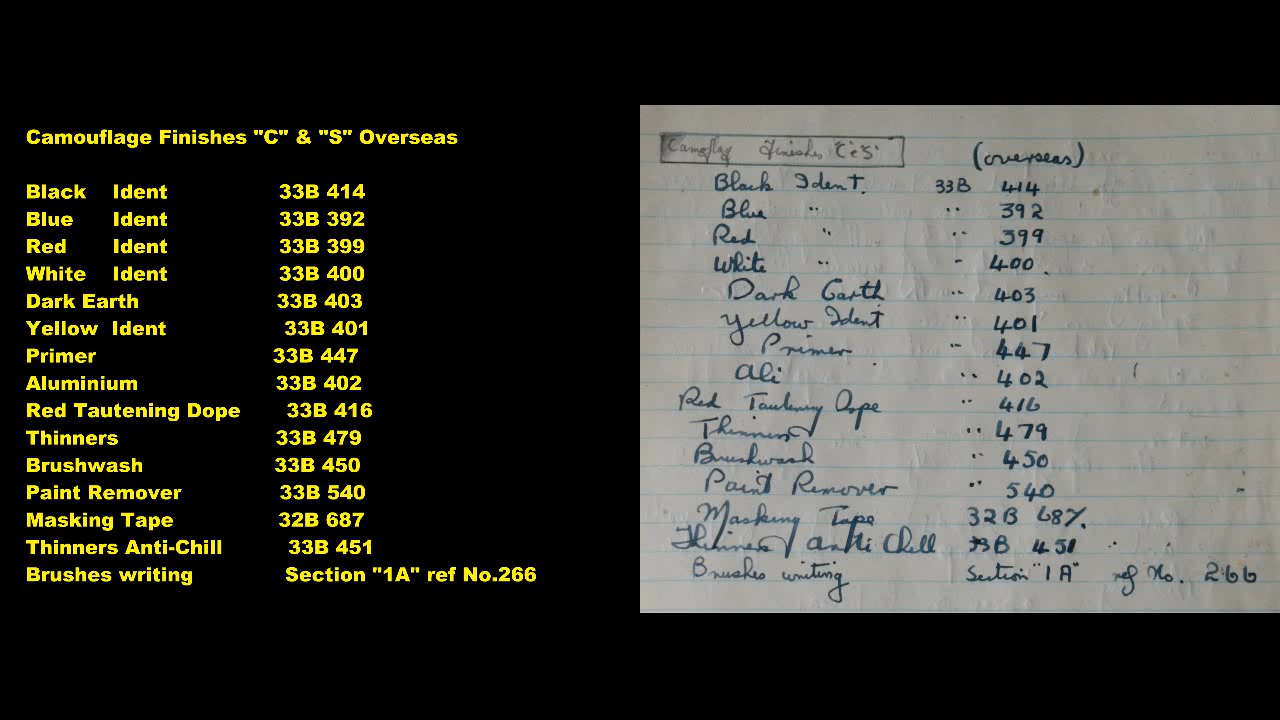 Camouflage Finishes "C" & "S" Overseas
Black Ident 33B 414
Blue Ident 33B 392
Red Ident 33B 399
White Ident 33B 400
Dark Earth 33B 403
Yellow Ident 33B 401
Primer 33B 447
Aluminium 33B 402
Red Tautening Dope 33B 416
Thinners 33B 479
Brushwash 33B 450
Paint Remover 33B 540
Masking Tape 32B 687
Thinners Anti-Chill 33B 451
Brushes writing Section "1A" ref No.266
Camoflag Finishes "C & S" (overseas)
Black Ident. 33B 414
Blue " " 392
Red " " 399
White " " 400.
Dark Earth " 403
Yellow Ident " 401
Primer " 447
Ali " 402
Red Tautening Dope " 416
Thinners " 479
Brushwash " 450
Paint Remover " 540
Masking Tape 32B 687.
Thinners Anti Chill 33B 451
Brushes writing Section "1A" ref No. 266